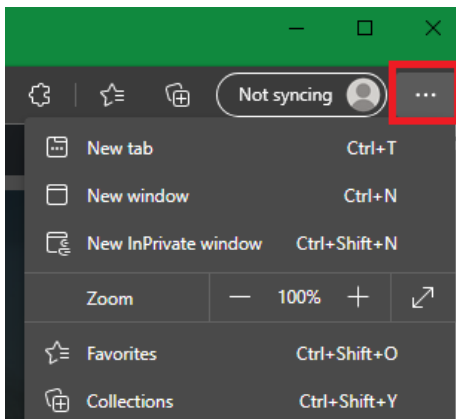 Not syncing
New tab Ctrl+T
New window Ctrl+N
New InPrivate window Ctrl+Shift+N
Zoom 100%
Favorites Ctrl+Shift+O
Collections Ctrl+Shift+Y